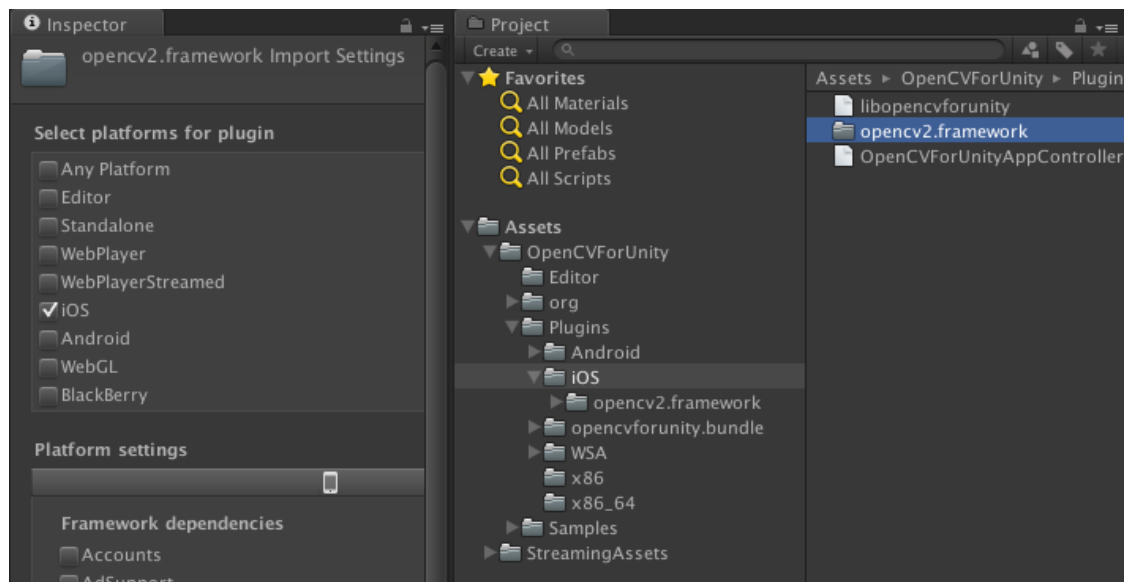 Inspector
opencv2.framework Import Settings
Select platforms for plugin
Any Platform
Editor
Standalone
WebPlayer
WebPlayerStreamed
iOS
Android
WebGL
BlackBerry
Platform settings
Framework dependencies
Accounts
AdSupport
Project
Create
Favorites
All Materials
All Models
All Prefabs
All Scripts
Assets
OpenCVForUnity
Editor
org
Plugins
Android
iOS
opencv2.framework
opencvforunity.bundle
WSA
x86
x86_64
Samples
StreamingAssets
Assets ▸ OpenCVForUnity ▸ Plugin
libopencvforunity
opencv2.framework
OpenCVForUnityAppController